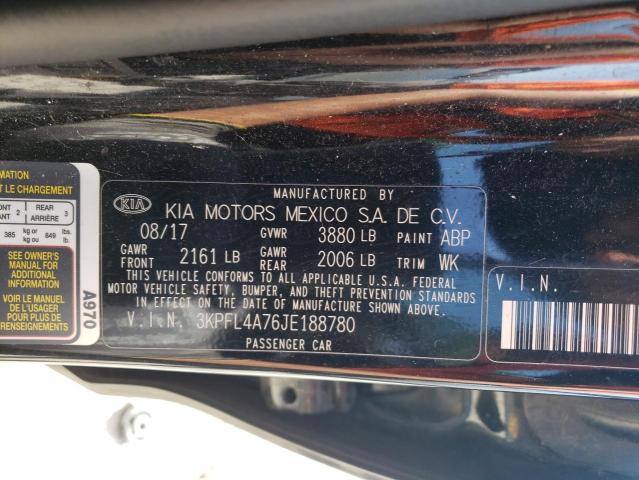 MANUFACTURED BY
KIA KIA MOTORS MEXICO S.A. DE C.V.
08/17 GVWR 3880 LB PAINT ABP
GAWR FRONT 2161 LB GAWR REAR 2006 LB TRIM WK
THIS VEHICLE CONFORMS TO ALL APPLICABLE U.S.A. FEDERAL
MOTOR VEHICLE SAFETY, BUMPER, AND THEFT PREVENTION STANDARDS
IN EFFECT ON THE DATE OF MANUFACTURE SHOWN ABOVE.
V.I.N. 3KPFL4A76JE188780
PASSENGER CAR
V.I.N.
LE CHARGEMENT
2 REAR ARRIÈRE 3
385 kg or kg ou 849 lbs. lb.
SEE OWNER'S
MANUAL FOR
ADDITIONAL
INFORMATION
VOIR LE MANUEL
DE L'USAGER
POUR PLUS DE
RENSEIGNEMENTS
A970